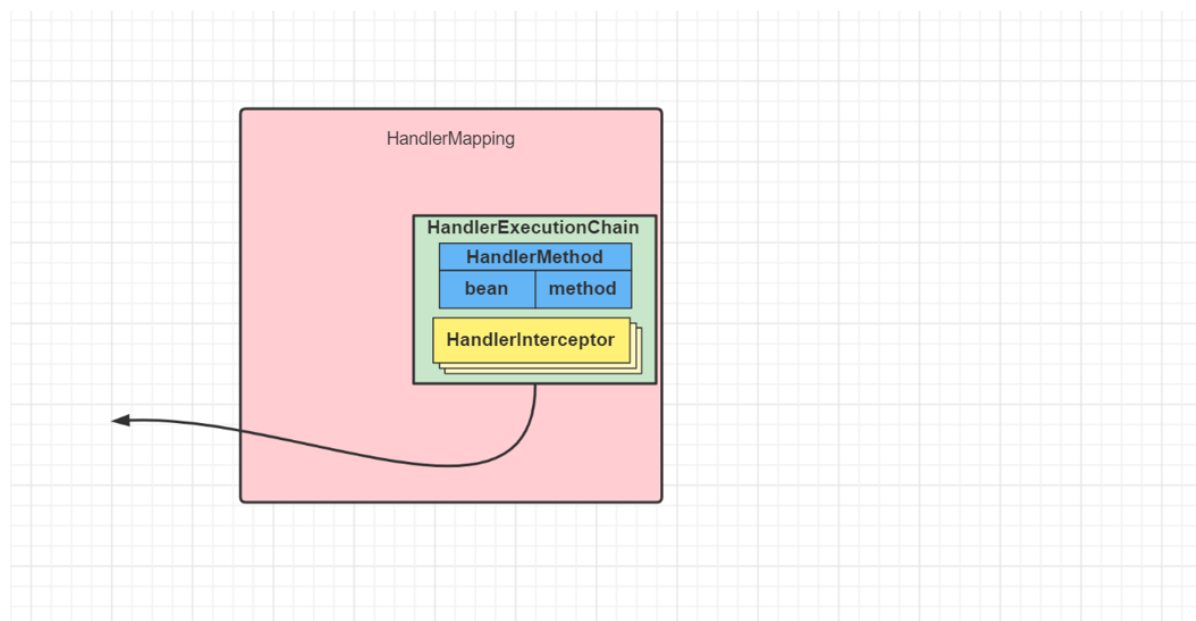 HandlerMapping
HandlerExecutionChain
HandlerMethod
bean method
HandlerInterceptor